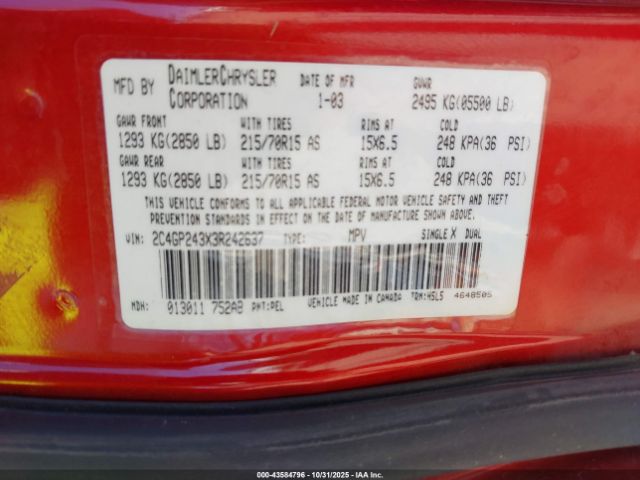 MFD BY DAIMLERCHRYSLER CORPORATION DATE OF MFR 1-03 GVWR 2495 KG(05500 LB)
GAWR FRONT WITH TIRES RIMS AT COLD
1293 KG(2850 LB) 215/70R15 AS 15X6.5 248 KPA(36 PSI)
GAWR REAR WITH TIRES RIMS AT COLD
1293 KG(2850 LB) 215/70R15 AS 15X6.5 248 KPA(36 PSI)
THIS VEHICLE CONFORMS TO ALL APPLICABLE FEDERAL MOTOR VEHICLE SAFETY AND THEFT
PREVENTION STANDARDS IN EFFECT ON THE DATE OF MANUFACTURE SHOWN ABOVE.
VIN: 2C4GP243X3R242637 TYPE: MPV SINGLE X DUAL
MDH: 013011 752AB PNT:PEL VEHICLE MADE IN CANADA TRM:HSL5 4648505
000-43584796 - 10/31/2025 - IAA, Inc.